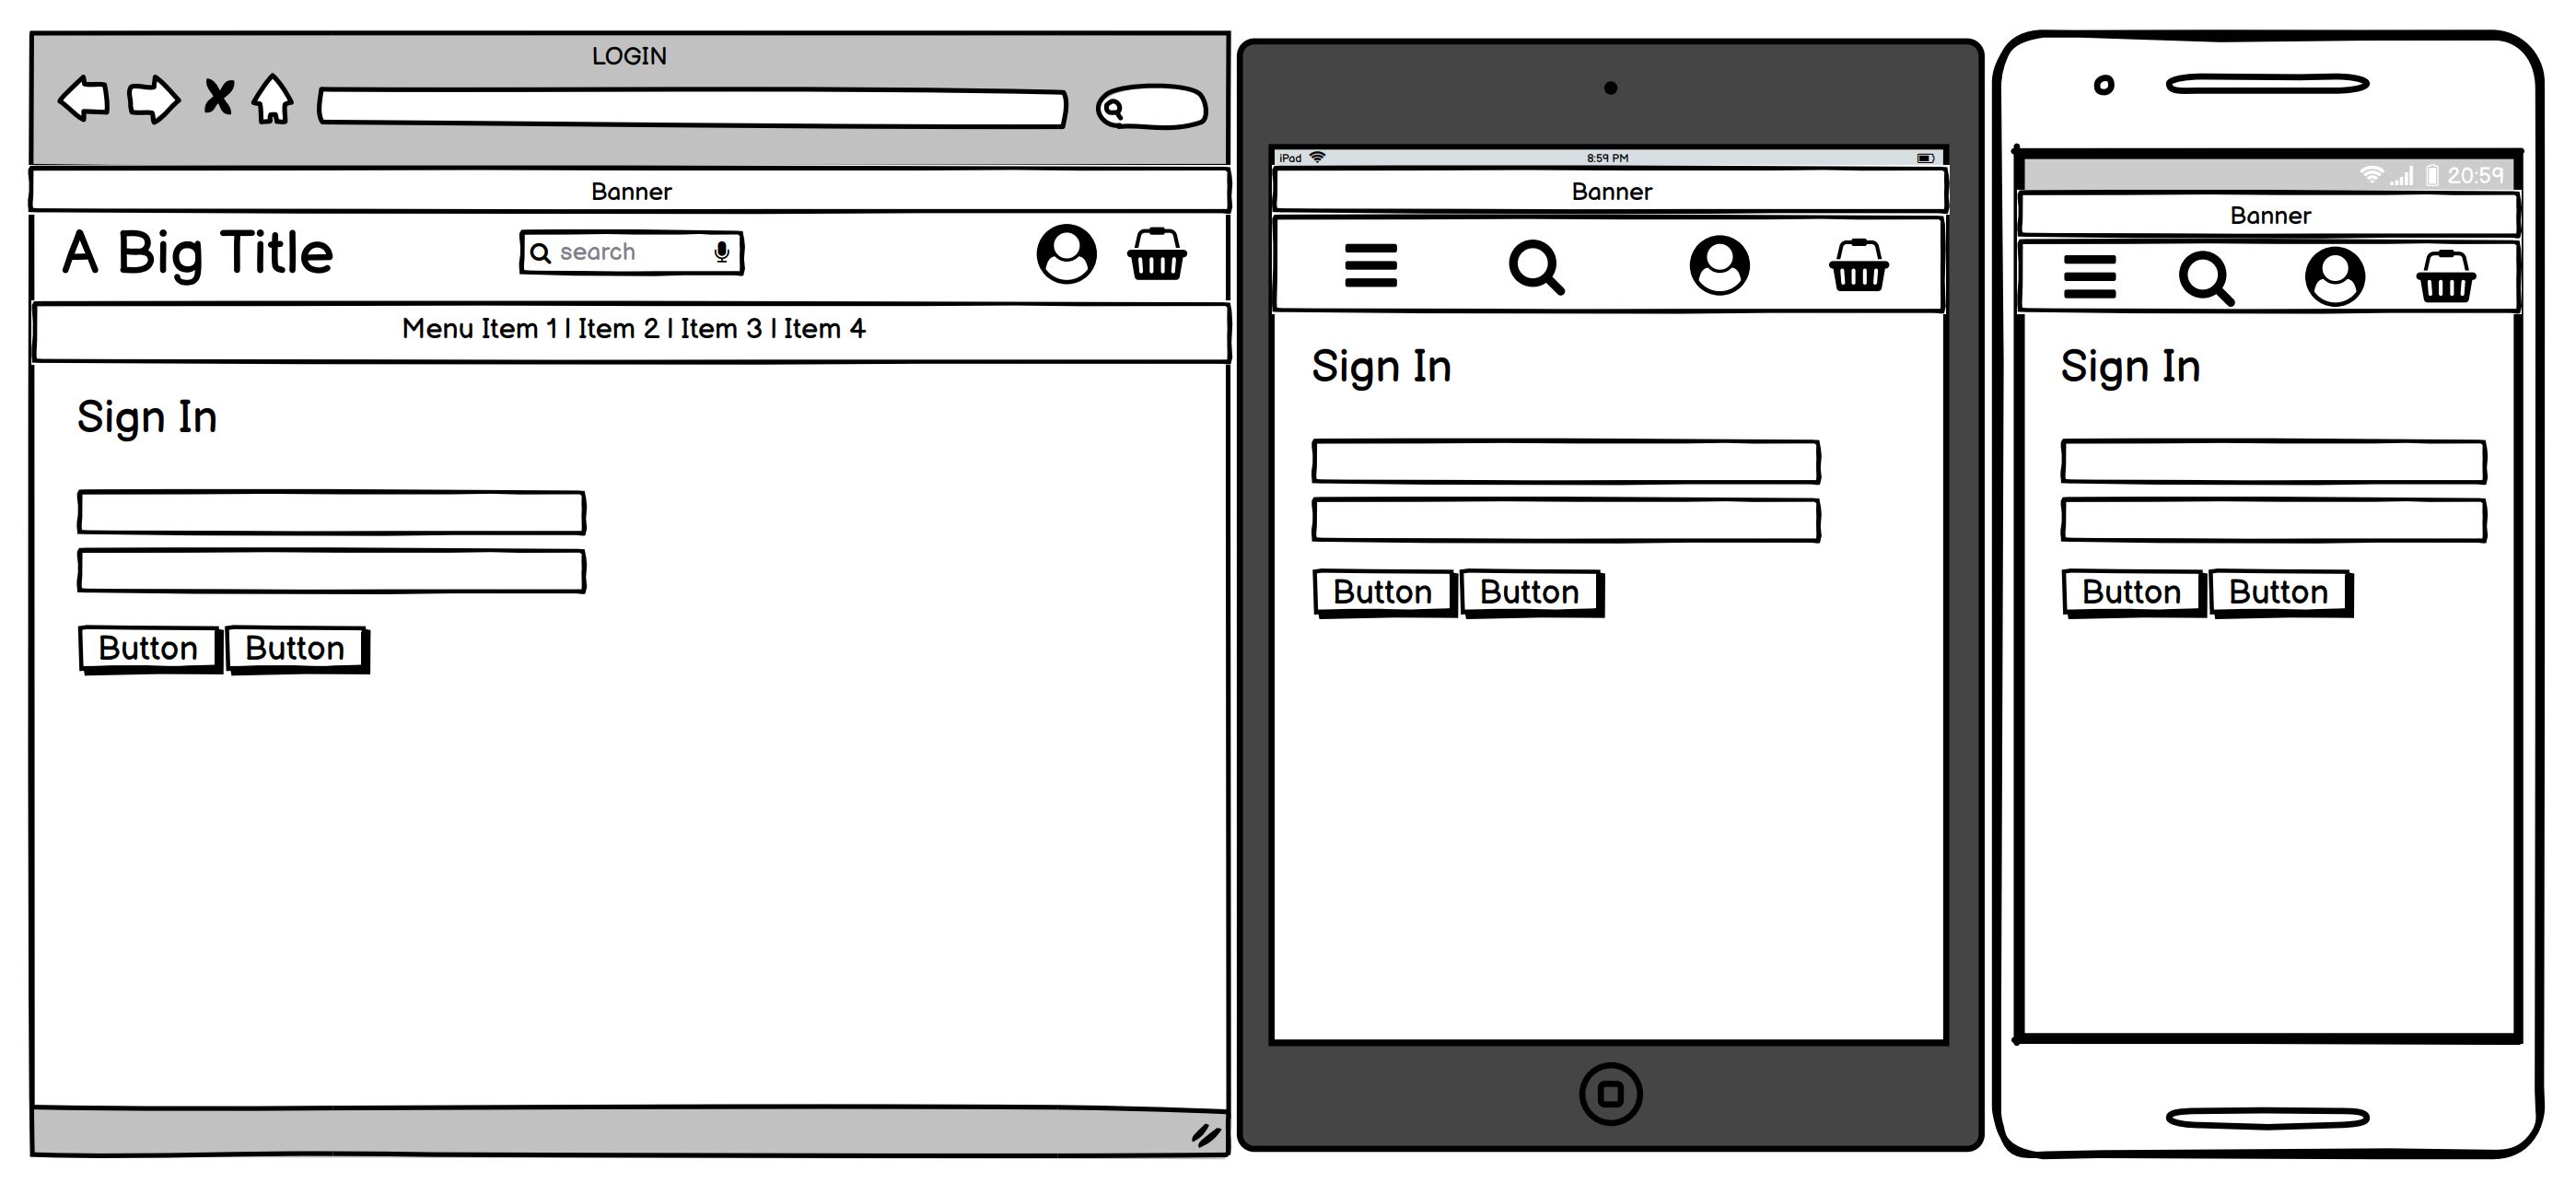 LOGIN
Banner
A Big Title
search
Menu Item 1 | Item 2 | Item 3 | Item 4
Sign In
Button Button
iPad 8:59 PM
Banner
Sign In
Button Button
20:59
Banner
Sign In
Button Button